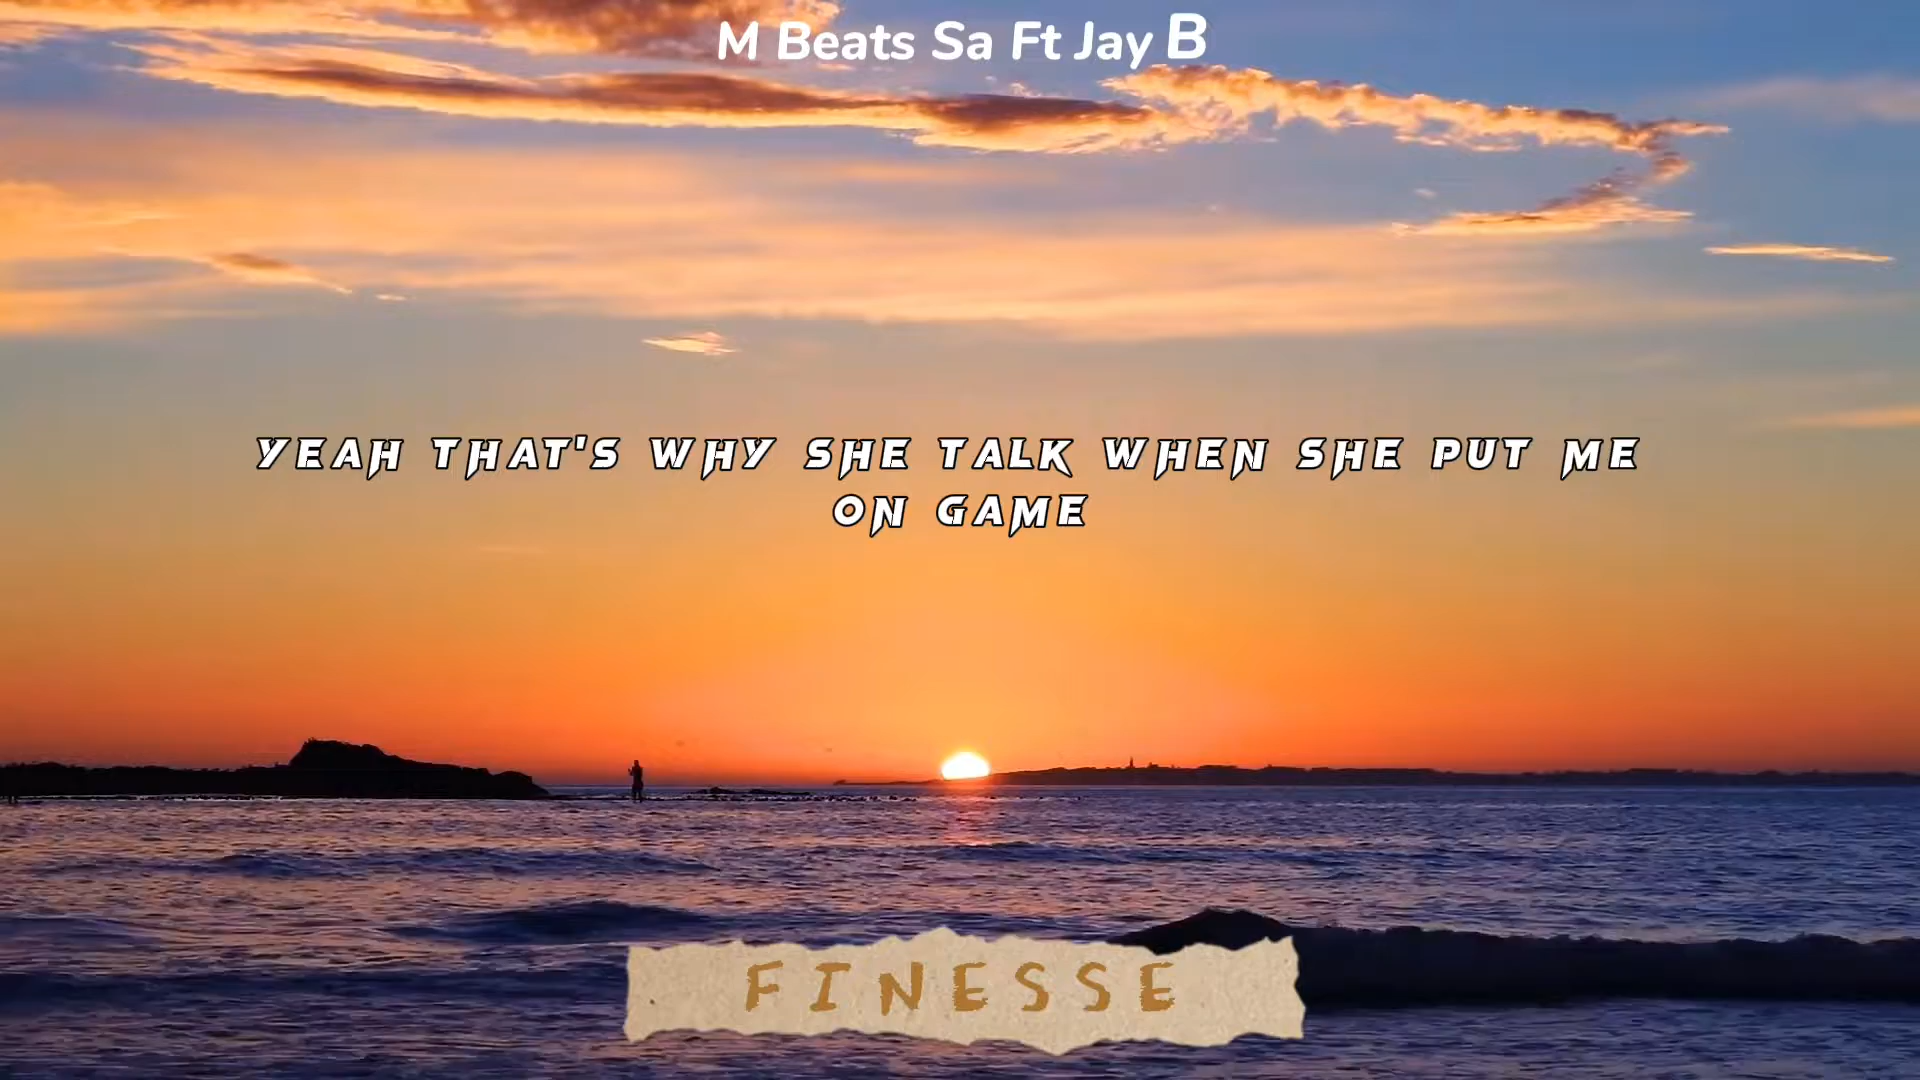 M Beats Sa Ft Jay B
YEAH THAT'S WHY SHE TALK WHEN SHE PUT ME
ON GAME
FINESSE